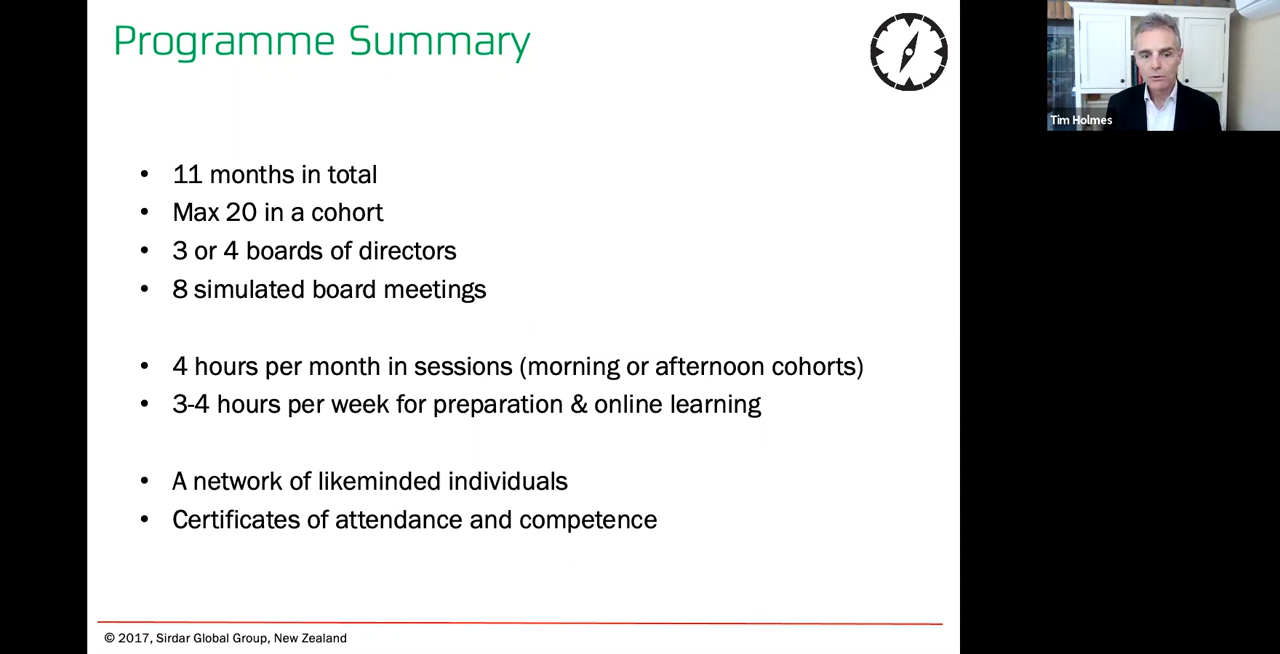 Programme Summary
Tim Holmes
• 11 months in total
• Max 20 in a cohort
• 3 or 4 boards of directors
• 8 simulated board meetings
• 4 hours per month in sessions (morning or afternoon cohorts)
• 3-4 hours per week for preparation & online learning
• A network of likeminded individuals
• Certificates of attendance and competence
© 2017, Sirdar Global Group, New Zealand